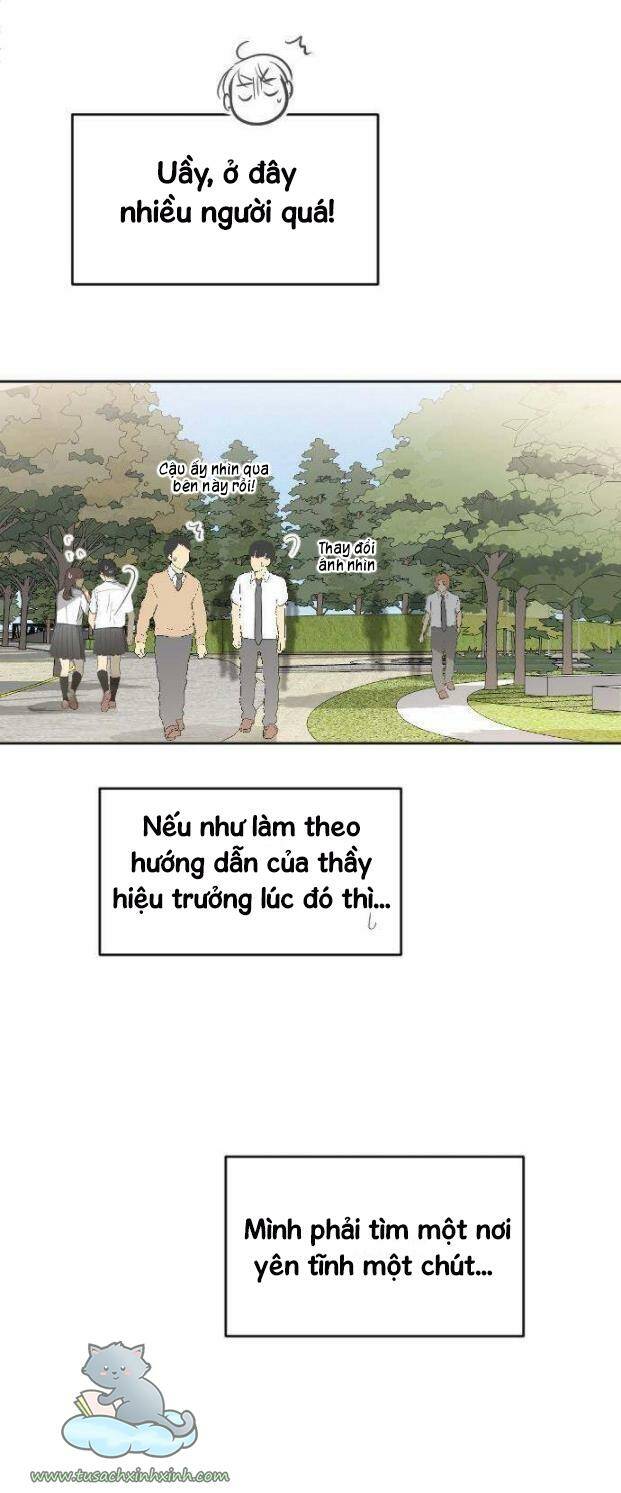 Uầy, ở đây
nhiều người quá!
Cậu ấy nhìn qua
bên này rồi!
Thay đổi
ánh nhìn
Nếu như làm theo
hướng dẫn của thầy
hiệu trưởng lúc đó thì...
Mình phải tìm một nơi
yên tĩnh một chút...
www.tusachxinhxinh.com